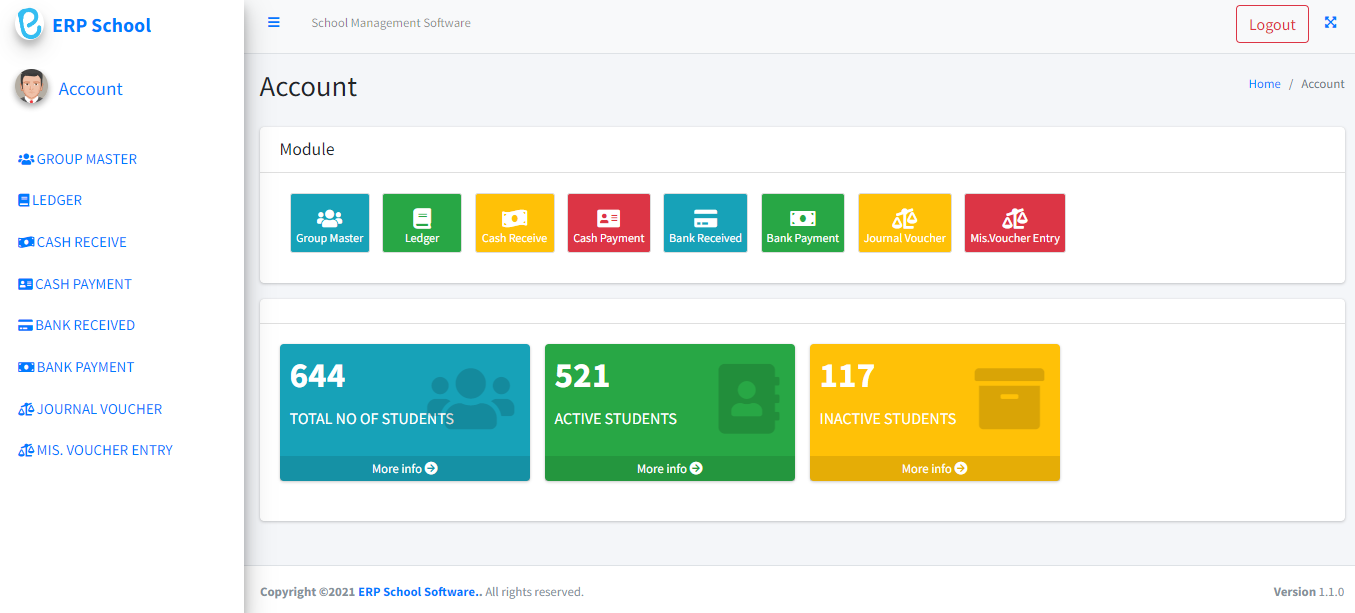 ERP School
School Management Software
Logout
Account
Account
Home / Account
GROUP MASTER
LEDGER
CASH RECEIVE
CASH PAYMENT
BANK RECEIVED
BANK PAYMENT
JOURNAL VOUCHER
MIS. VOUCHER ENTRY
Module
Group Master
Ledger
Cash Receive
Cash Payment
Bank Received
Bank Payment
Journal Voucher
Mis.Voucher Entry
644
TOTAL NO OF STUDENTS
More info
521
ACTIVE STUDENTS
More info
117
INACTIVE STUDENTS
More info
Copyright ©2021 ERP School Software.. All rights reserved.
Version 1.1.0